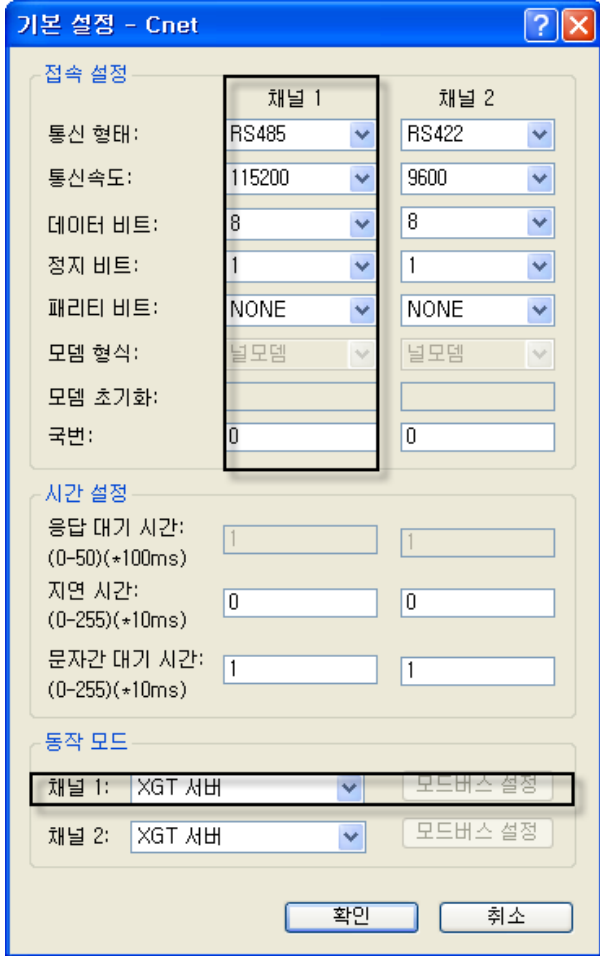 기본 설정 - Cnet
접속 설정
채널 1 채널 2
통신 형태: RS485 RS422
통신속도: 115200 9600
데이터 비트: 8 8
정지 비트: 1 1
패리티 비트: NONE NONE
모뎀 형식: 널모뎀 널모뎀
모뎀 초기화:
국번: 0 0
시간 설정
응답 대기 시간: 1 1
(0-50)(*100ms)
지연 시간: 0 0
(0-255)(*10ms)
문자간 대기 시간: 1 1
(0-255)(*10ms)
동작 모드
채널 1: XGT 서버 모드버스 설정
채널 2: XGT 서버 모드버스 설정
확인 취소